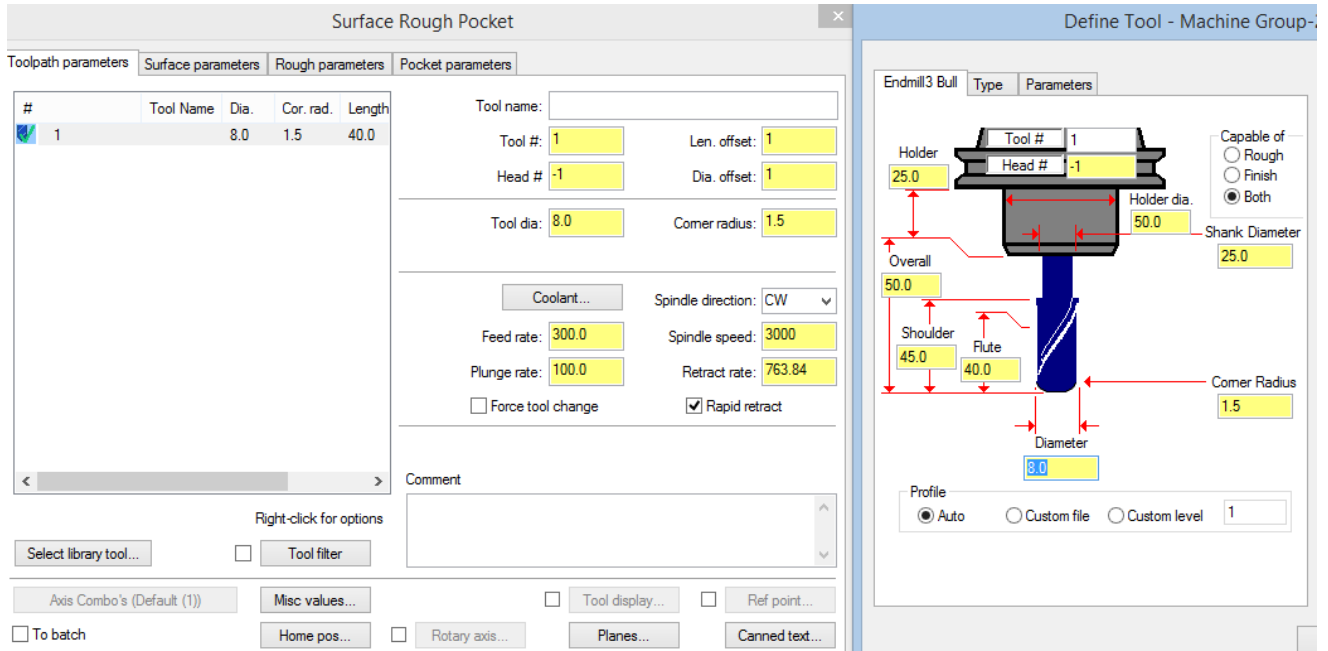 Surface Rough Pocket
×
Toolpath parameters Surface parameters Rough parameters Pocket parameters
# Tool Name Dia. Cor. rad. Length
1 8.0 1.5 40.0
Tool name:
Tool #: 1 Len. offset: 1
Head # -1 Dia. offset: 1
Tool dia: 8.0 Corner radius: 1.5
Coolant... Spindle direction: CW
Feed rate: 300.0 Spindle speed: 3000
Plunge rate: 100.0 Retract rate: 763.84
Force tool change Rapid retract
Comment
Right-click for options
Select library tool... Tool filter
Axis Combo's (Default (1)) Misc values... Tool display... Ref point...
To batch Home pos... Rotary axis... Planes... Canned text...
Define Tool - Machine Group-2
Endmill3 Bull Type Parameters
Tool # 1
Head # -1
Capable of
Rough
Finish
Both
Holder
25.0
Holder dia.
50.0
Shank Diameter
25.0
Overall
50.0
Shoulder
45.0
Flute
40.0
Corner Radius
1.5
Diameter
8.0
Profile
Auto Custom file Custom level 1